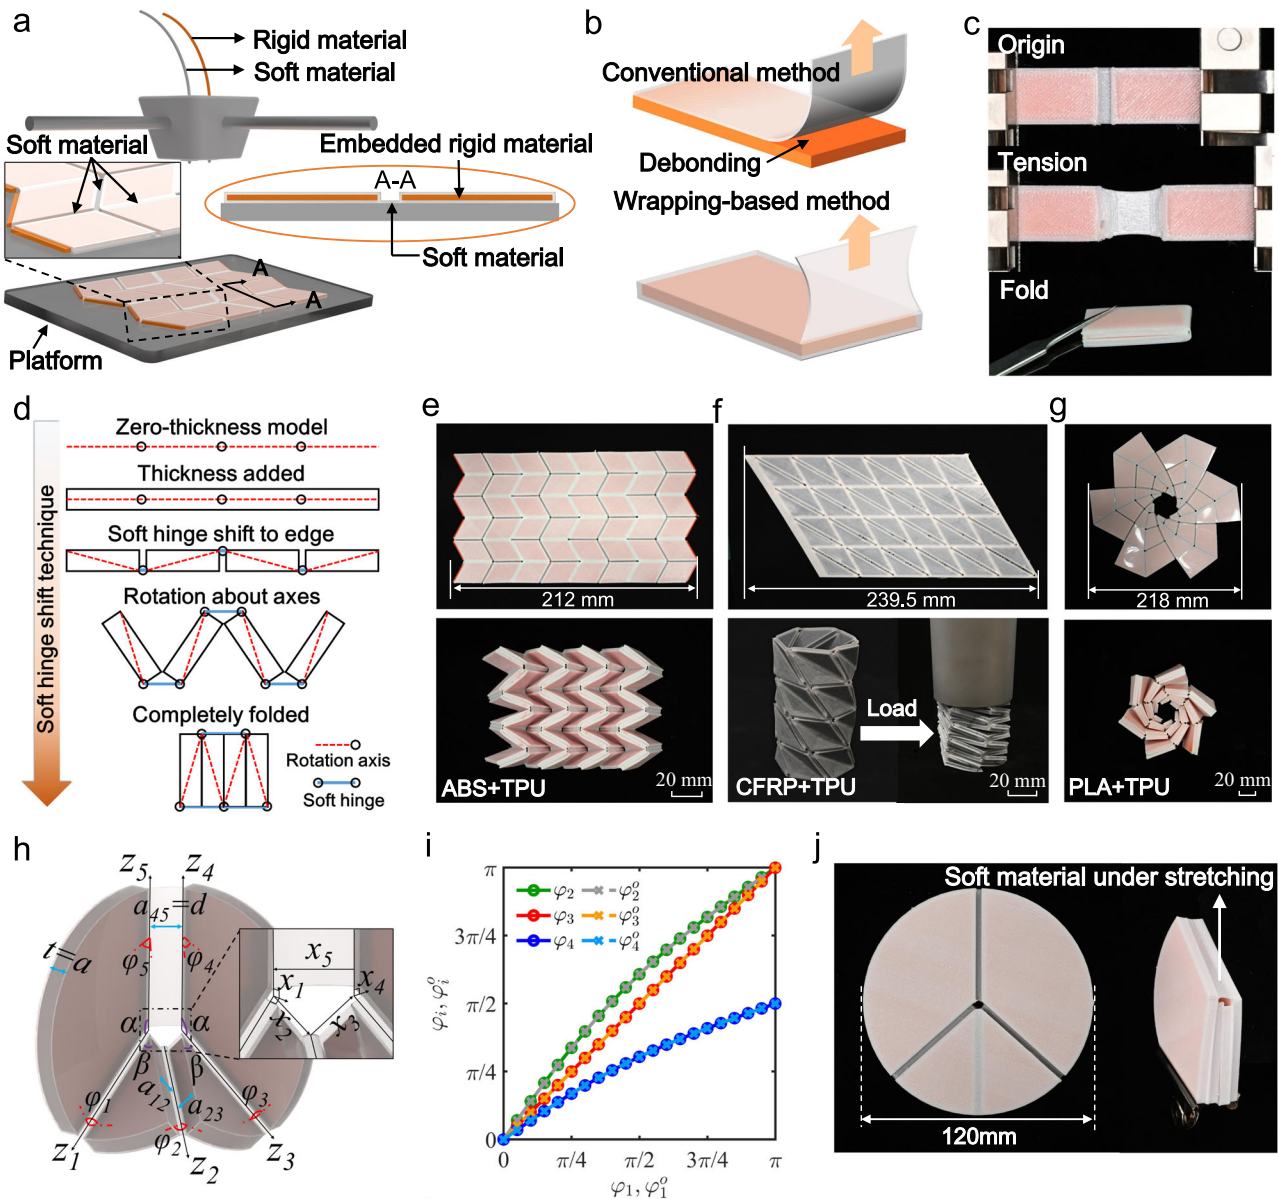 a
Rigid material
Soft material
Soft material
Embedded rigid material
A-A
Soft material
A
A
Platform
b
Conventional method
Debonding
Wrapping-based method
c
Origin
Tension
Fold
d
Soft hinge shift technique
Zero-thickness model
Thickness added
Soft hinge shift to edge
Rotation about axes
Completely folded
Rotation axis
Soft hinge
e
212 mm
20 mm
ABS+TPU
f
239.5 mm
Load
20 mm
CFRP+TPU
g
218 mm
20 mm
PLA+TPU
h
z5
z4
a45=d
t=a
φ5
φ4
α
α
β
β
a12
a23
φ1
φ2
φ3
z1
z2
z3
x5
x1
x4
x2
x3
i
φi, φi^o
π
3π/4
π/2
π/4
0
φ2 φ2^o
φ3 φ3^o
φ4 φ4^o
0 π/4 π/2 3π/4 π
φ1, φ1^o
j
Soft material under stretching
120mm